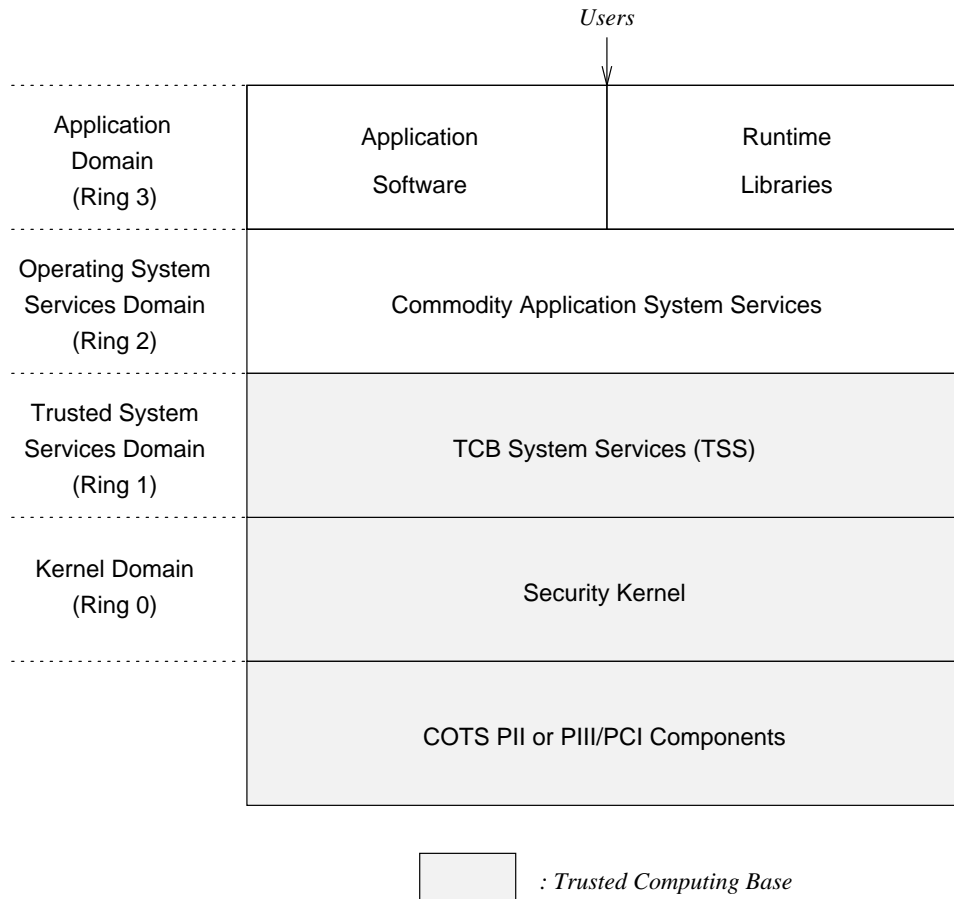 Users
Application
Domain
(Ring 3)
Application
Software
Runtime
Libraries
Operating System
Services Domain
(Ring 2)
Commodity Application System Services
Trusted System
Services Domain
(Ring 1)
TCB System Services (TSS)
Kernel Domain
(Ring 0)
Security Kernel
COTS PII or PIII/PCI Components
: Trusted Computing Base